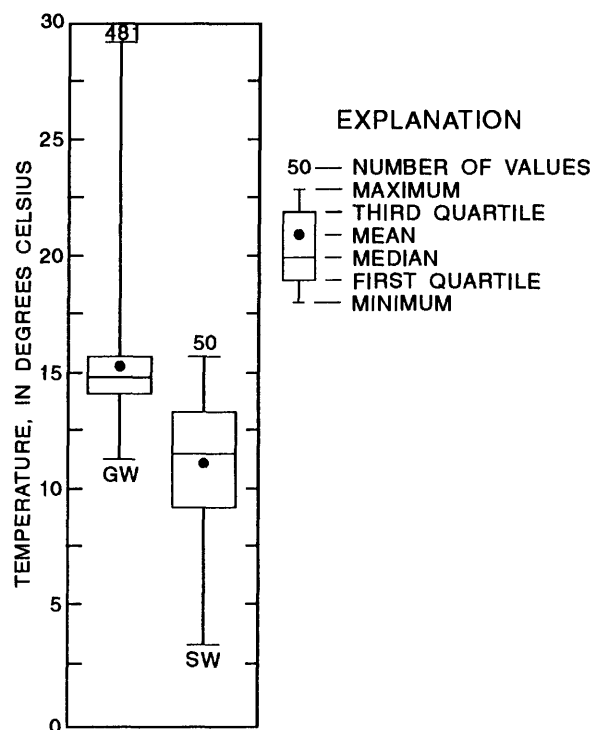 TEMPERATURE, IN DEGREES CELSIUS
30
25
20
15
10
5
0
481
GW
50
SW
EXPLANATION
50 NUMBER OF VALUES
MAXIMUM
THIRD QUARTILE
MEAN
MEDIAN
FIRST QUARTILE
MINIMUM